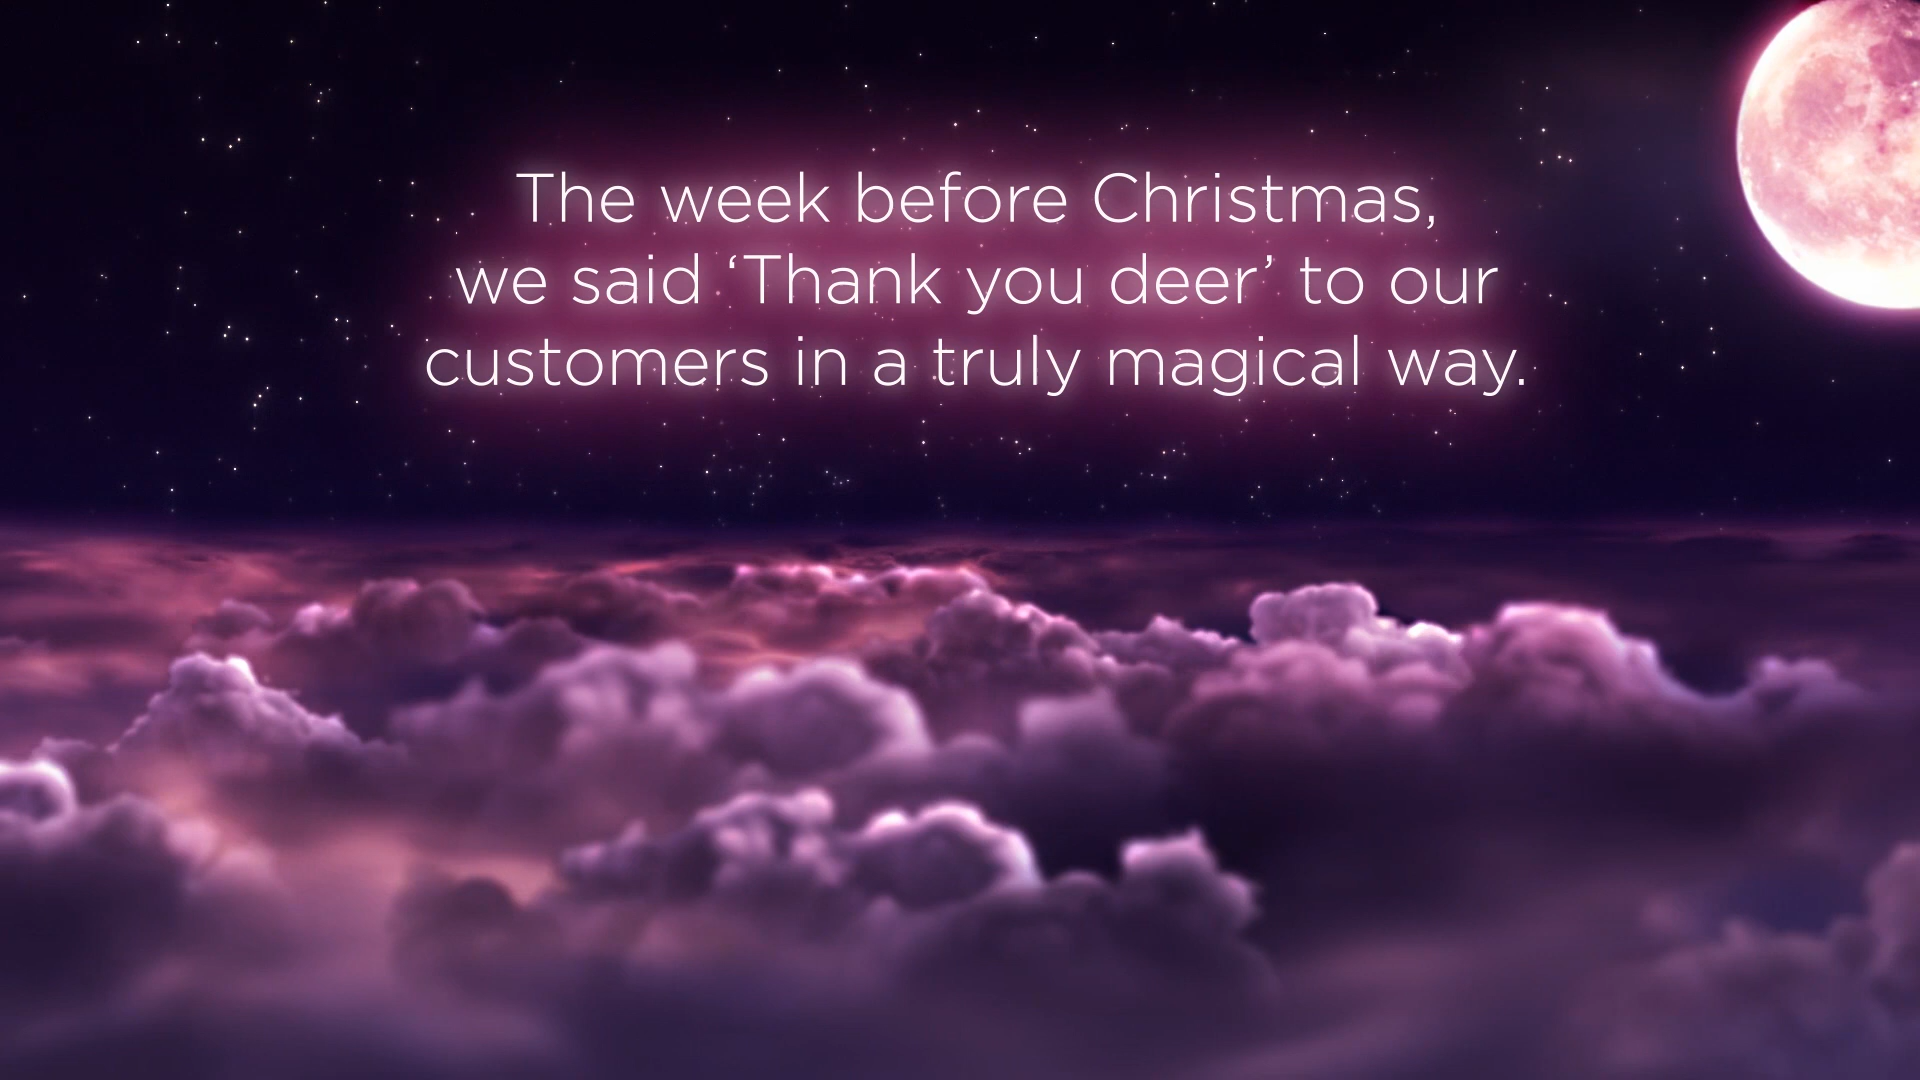 The week before Christmas,
we said ‘Thank you deer’ to our
customers in a truly magical way.